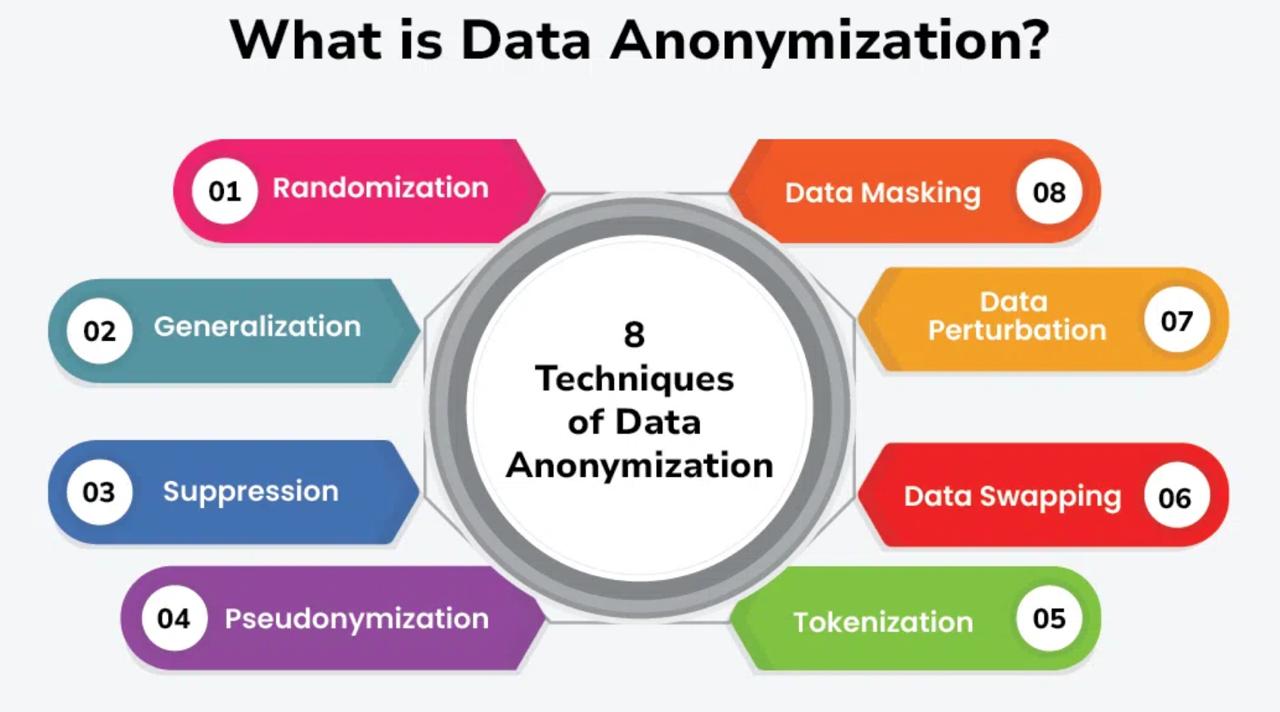 What is Data Anonymization?
01
Randomization
02
Generalization
03
Suppression
04
Pseudonymization
8
Techniques
of Data
Anonymization
Data Masking
08
Data
Perturbation
07
Data Swapping
06
Tokenization
05